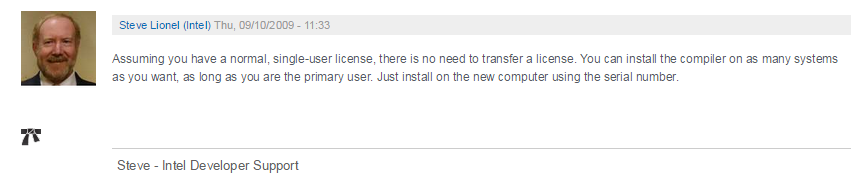 Steve Lionel (Intel) Thu, 09/10/2009 - 11:33
Assuming you have a normal, single-user license, there is no need to transfer a license. You can install the compiler on as many systems
as you want, as long as you are the primary user. Just install on the new computer using the serial number.
Steve - Intel Developer Support